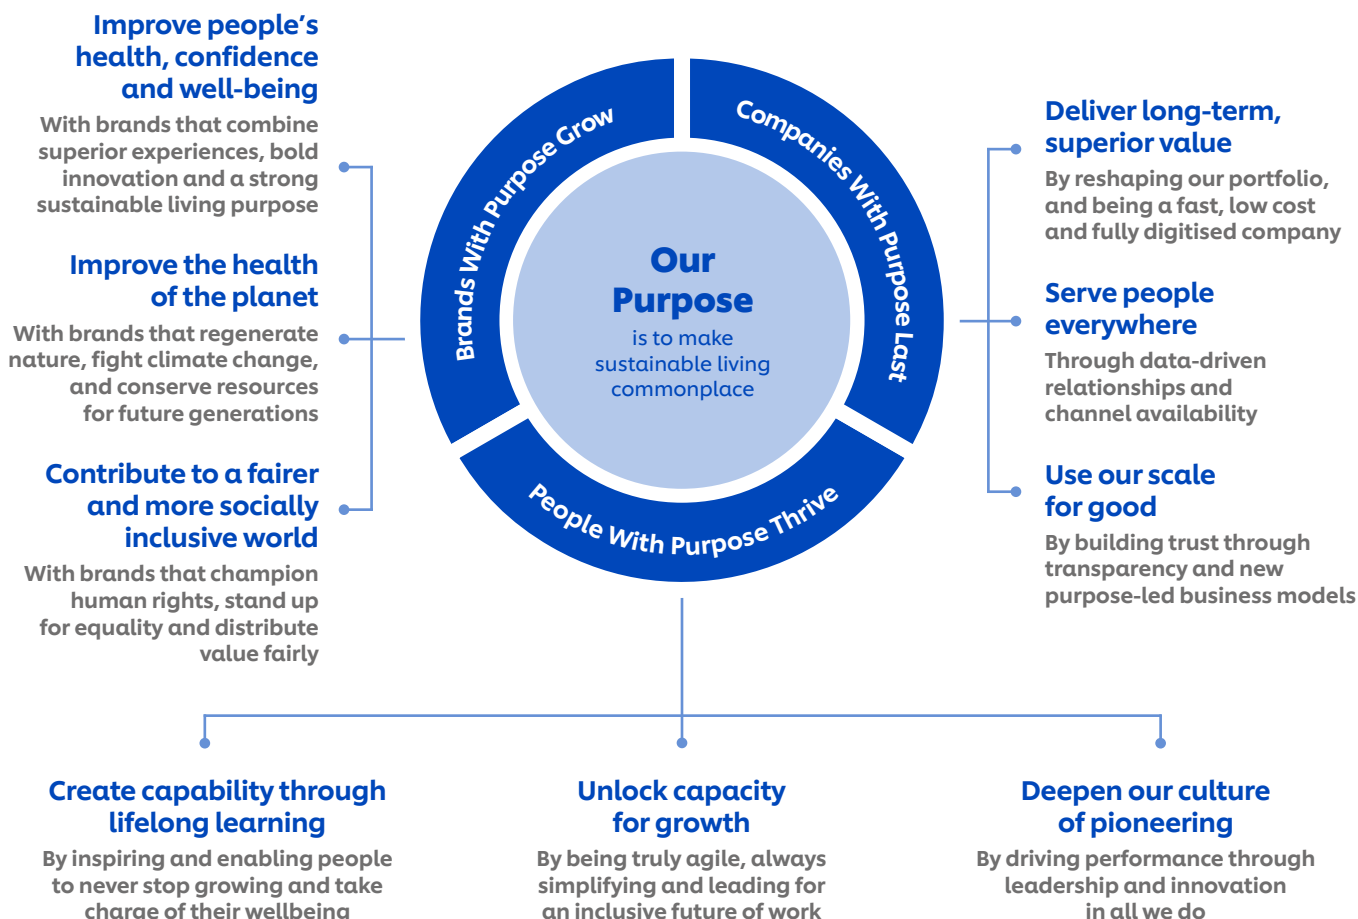 Improve people’s
health, confidence
and well-being
With brands that combine
superior experiences, bold
innovation and a strong
sustainable living purpose
Improve the health
of the planet
With brands that regenerate
nature, fight climate change,
and conserve resources
for future generations
Contribute to a fairer
and more socially
inclusive world
With brands that champion
human rights, stand up
for equality and distribute
value fairly
Brands With Purpose Grow
Companies With Purpose Last
People With Purpose Thrive
Our
Purpose
is to make
sustainable living
commonplace
Deliver long-term,
superior value
By reshaping our portfolio,
and being a fast, low cost
and fully digitised company
Serve people
everywhere
Through data-driven
relationships and
channel availability
Use our scale
for good
By building trust through
transparency and new
purpose-led business models
Create capability through
lifelong learning
By inspiring and enabling people
to never stop growing and take
charge of their wellbeing
Unlock capacity
for growth
By being truly agile, always
simplifying and leading for
an inclusive future of work
Deepen our culture
of pioneering
By driving performance through
leadership and innovation
in all we do